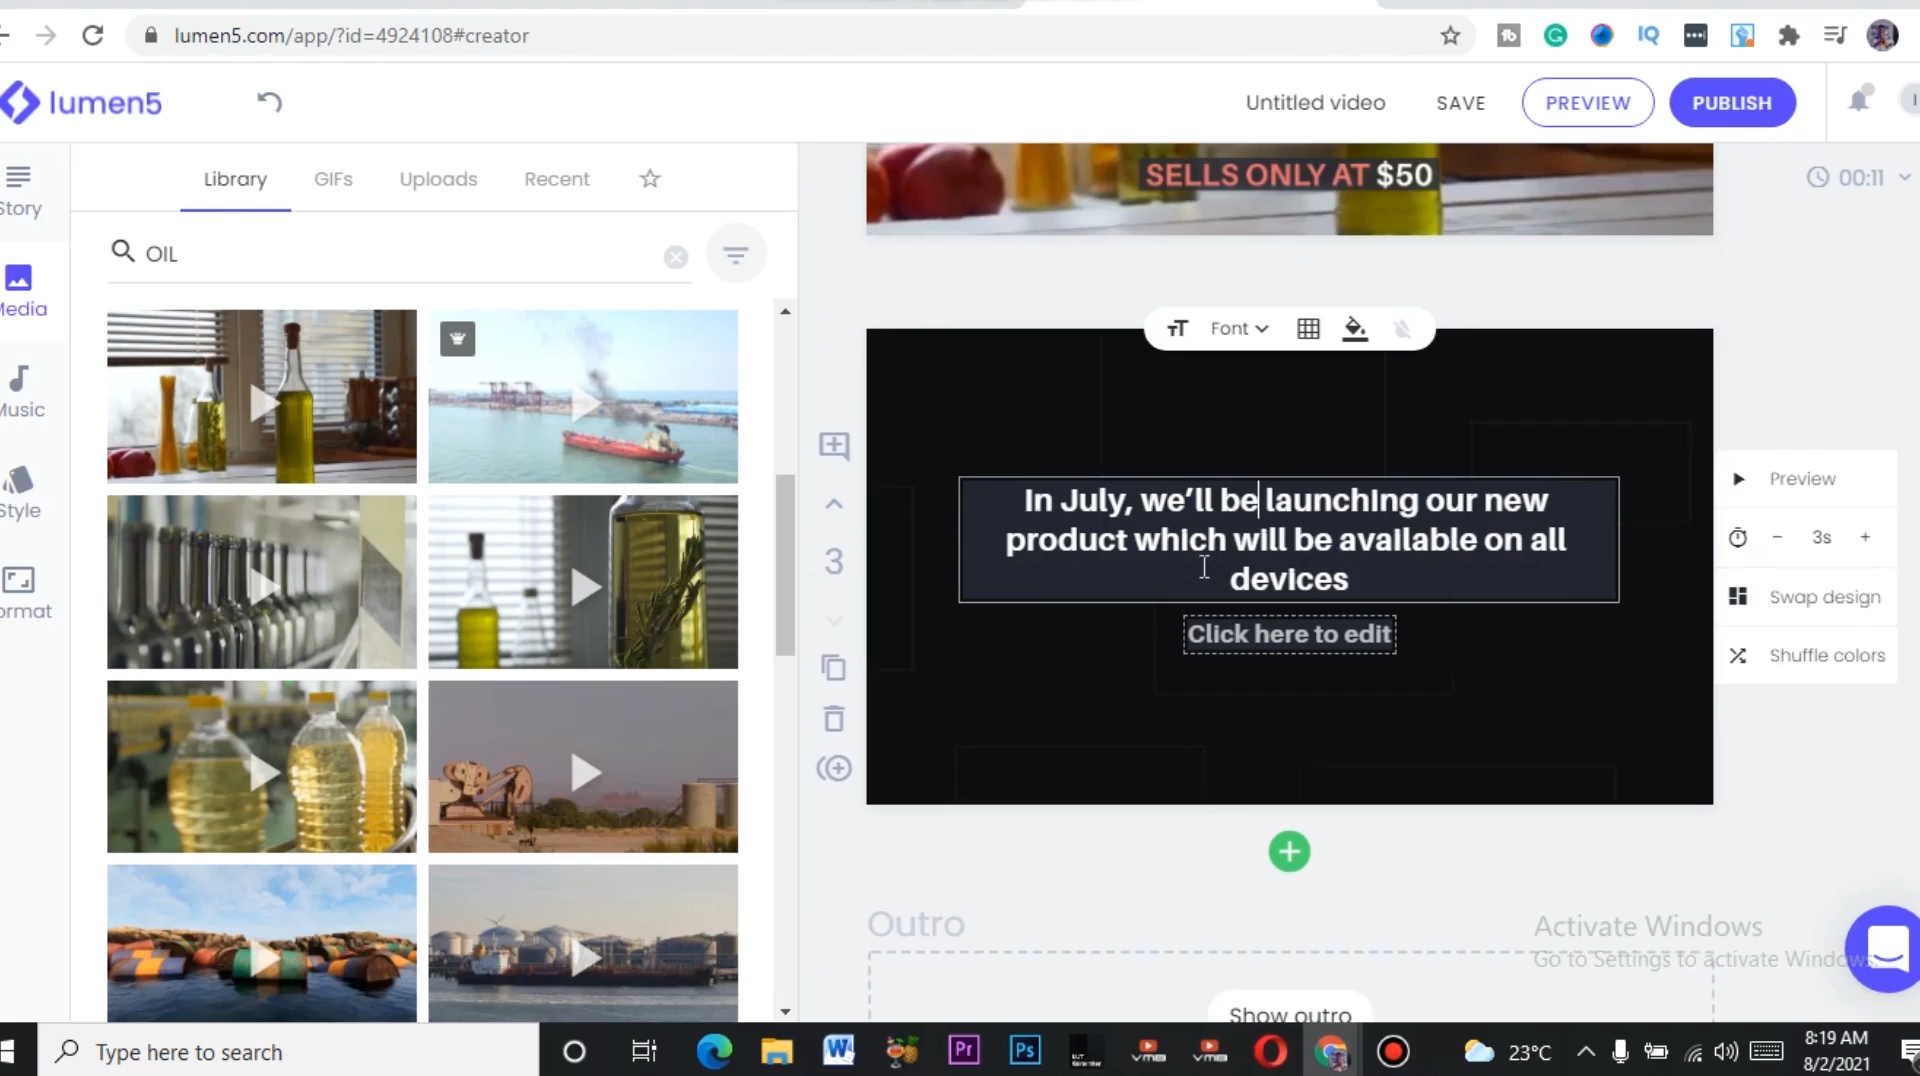 lumen5.com/app/?id=4924108#creator
lumen5
Untitled video
SAVE
PREVIEW
PUBLISH
Story
Library
GIFs
Uploads
Recent
OIL
SELLS ONLY AT $50
00:11
Media
Font
Music
In July, we’ll be launching our new
product which will be available on all
devices
Click here to edit
3
Preview
3s
Swap design
Shuffle colors
Style
Format
Outro
Show outro
Activate Windows
Go to Settings to activate Windows.
Type here to search
W
Pr
Ps
23°C
8:19 AM
8/2/2021